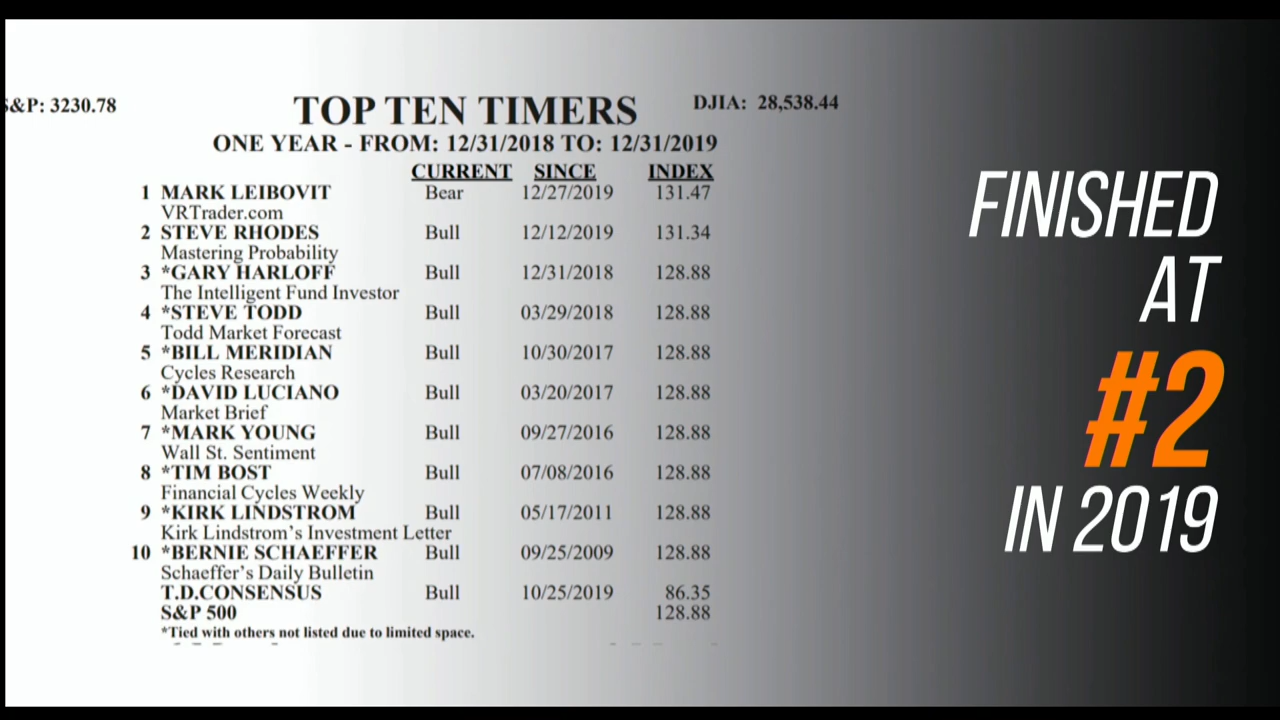 S&P: 3230.78
TOP TEN TIMERS
DJIA: 28,538.44
ONE YEAR - FROM: 12/31/2018 TO: 12/31/2019
CURRENT SINCE INDEX
1 MARK LEIBOVIT Bear 12/27/2019 131.47
VRTrader.com
2 STEVE RHODES Bull 12/12/2019 131.34
Mastering Probability
3 *GARY HARLOFF Bull 12/31/2018 128.88
The Intelligent Fund Investor
4 *STEVE TODD Bull 03/29/2018 128.88
Todd Market Forecast
5 *BILL MERIDIAN Bull 10/30/2017 128.88
Cycles Research
6 *DAVID LUCIANO Bull 03/20/2017 128.88
Market Brief
7 *MARK YOUNG Bull 09/27/2016 128.88
Wall St. Sentiment
8 *TIM BOST Bull 07/08/2016 128.88
Financial Cycles Weekly
9 *KIRK LINDSTROM Bull 05/17/2011 128.88
Kirk Lindstrom's Investment Letter
10 *BERNIE SCHAEFFER Bull 09/25/2009 128.88
Schaeffer's Daily Bulletin
T.D.CONSENSUS Bull 10/25/2019 86.35
S&P 500 128.88
*Tied with others not listed due to limited space.
FINISHED
AT
#2
IN 2019